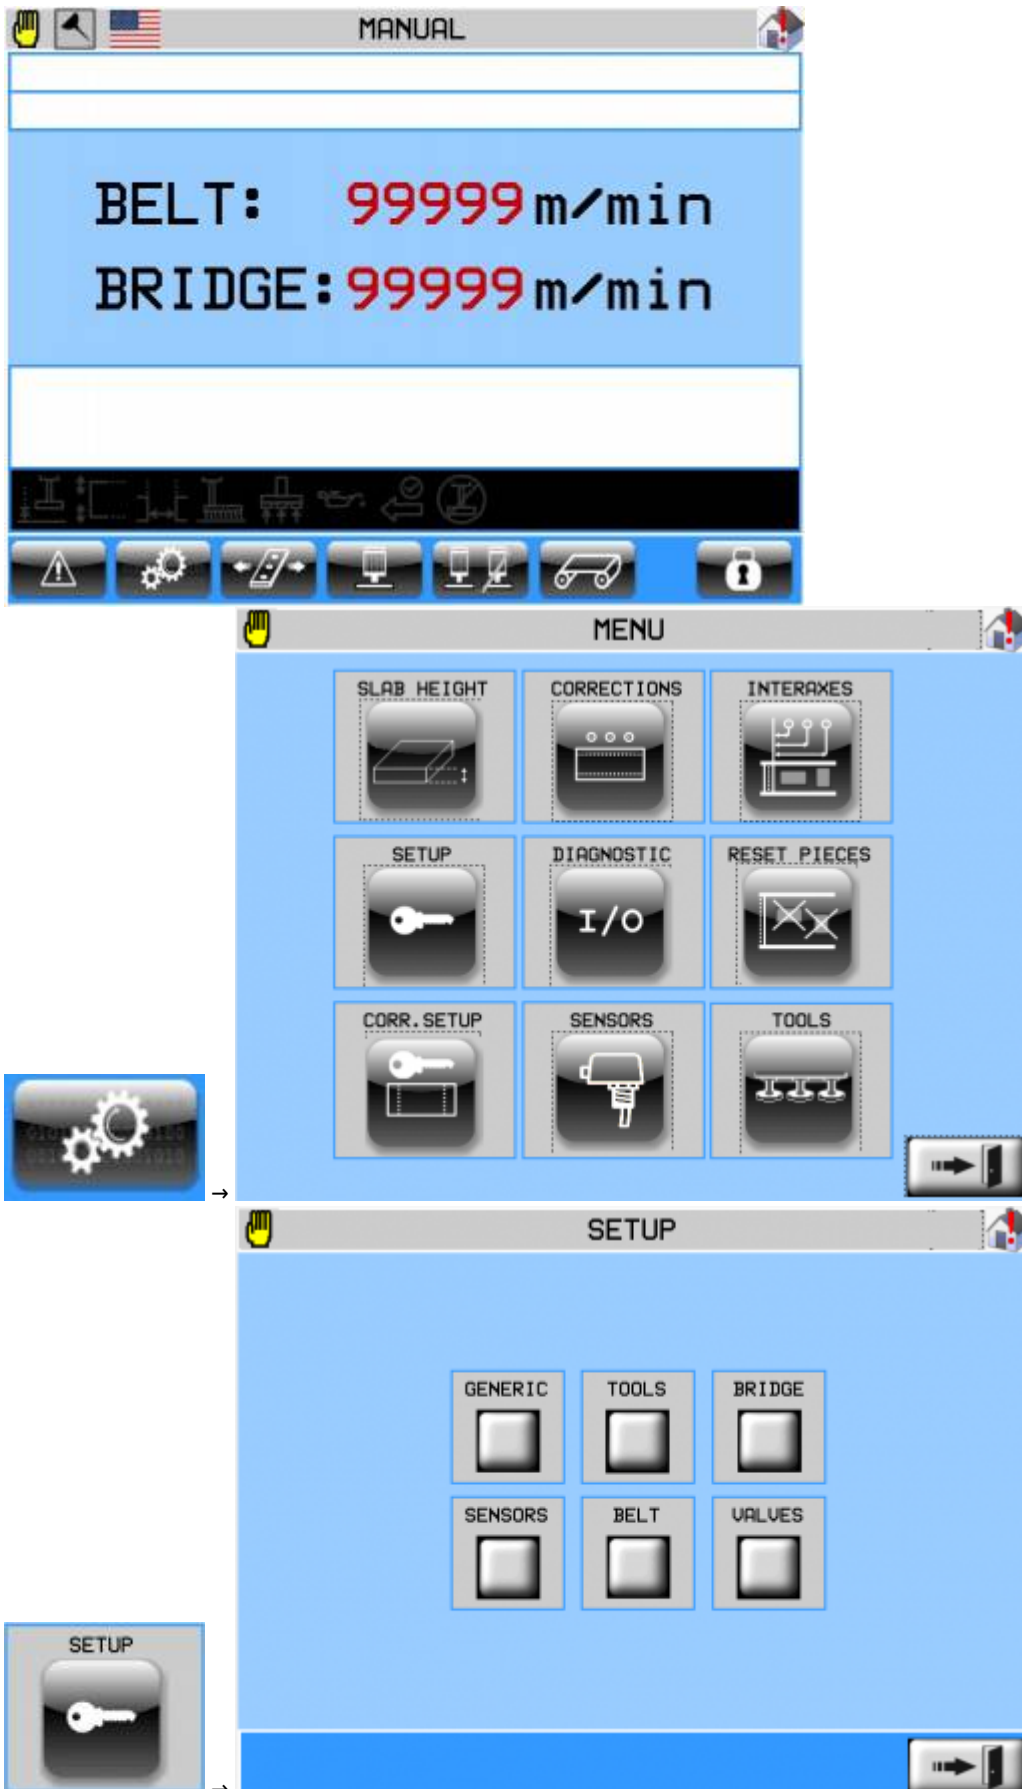 MANUAL
BELT: 99999 m/min
BRIDGE: 99999 m/min
MENU
SLAB HEIGHT CORRECTIONS INTERAXES
SETUP DIAGNOSTIC RESET PIECES
I/O
CORR.SETUP SENSORS TOOLS
→
SETUP
GENERIC TOOLS BRIDGE
SENSORS BELT VALVES
SETUP
→